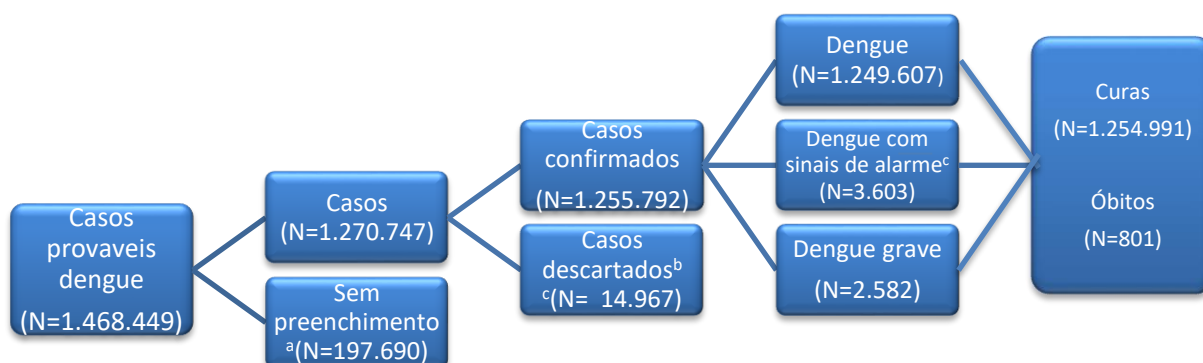 Casos
provaveis
dengue
(N=1.468.449)
Casos
(N=1.270.747)
Sem
preenchimento
a(N=197.690)
Casos
confirmados
(N=1.255.792)
Casos
descartadosb
c(N= 14.967)
Dengue
(N=1.249.607)
Dengue com
sinais de alarmec
(N=3.603)
Dengue grave
(N=2.582)
Curas
(N=1.254.991)
Óbitos
(N=801)